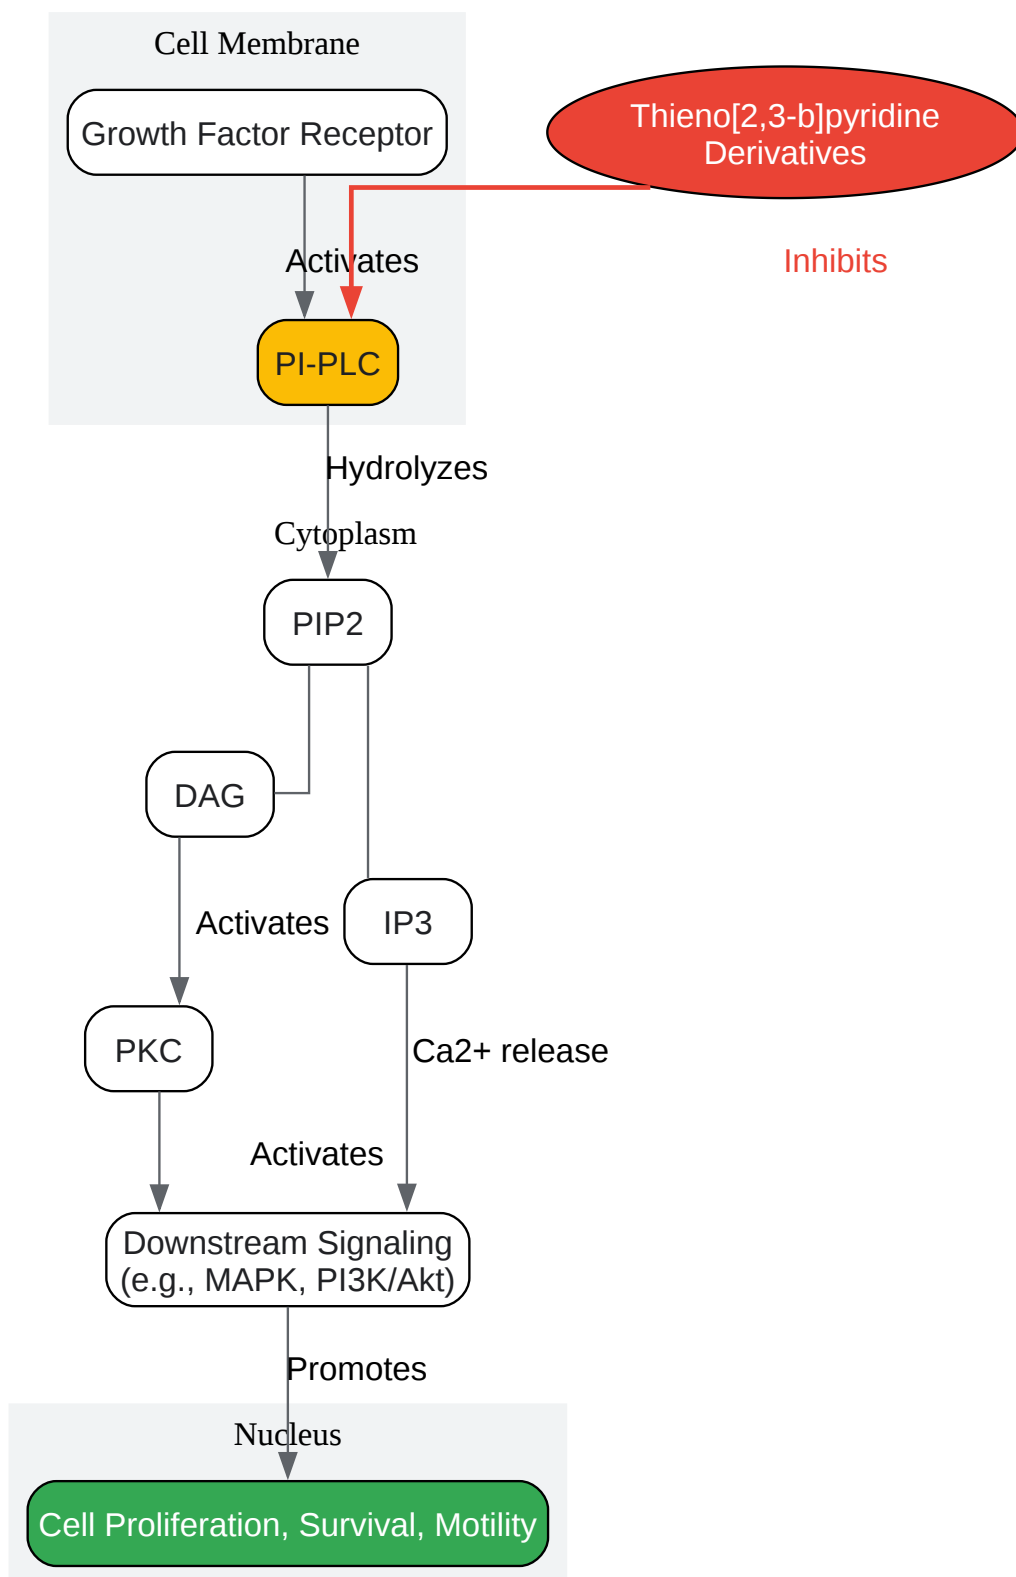 Cell Membrane
Growth Factor Receptor
Thieno[2,3-b]pyridine
Derivatives
Activates
Inhibits
PI-PLC
Hydrolyzes
Cytoplasm
PIP2
DAG
Activates
IP3
PKC
Ca2+ release
Activates
Downstream Signaling
(e.g., MAPK, PI3K/Akt)
Promotes
Nucleus
Cell Proliferation, Survival, Motility